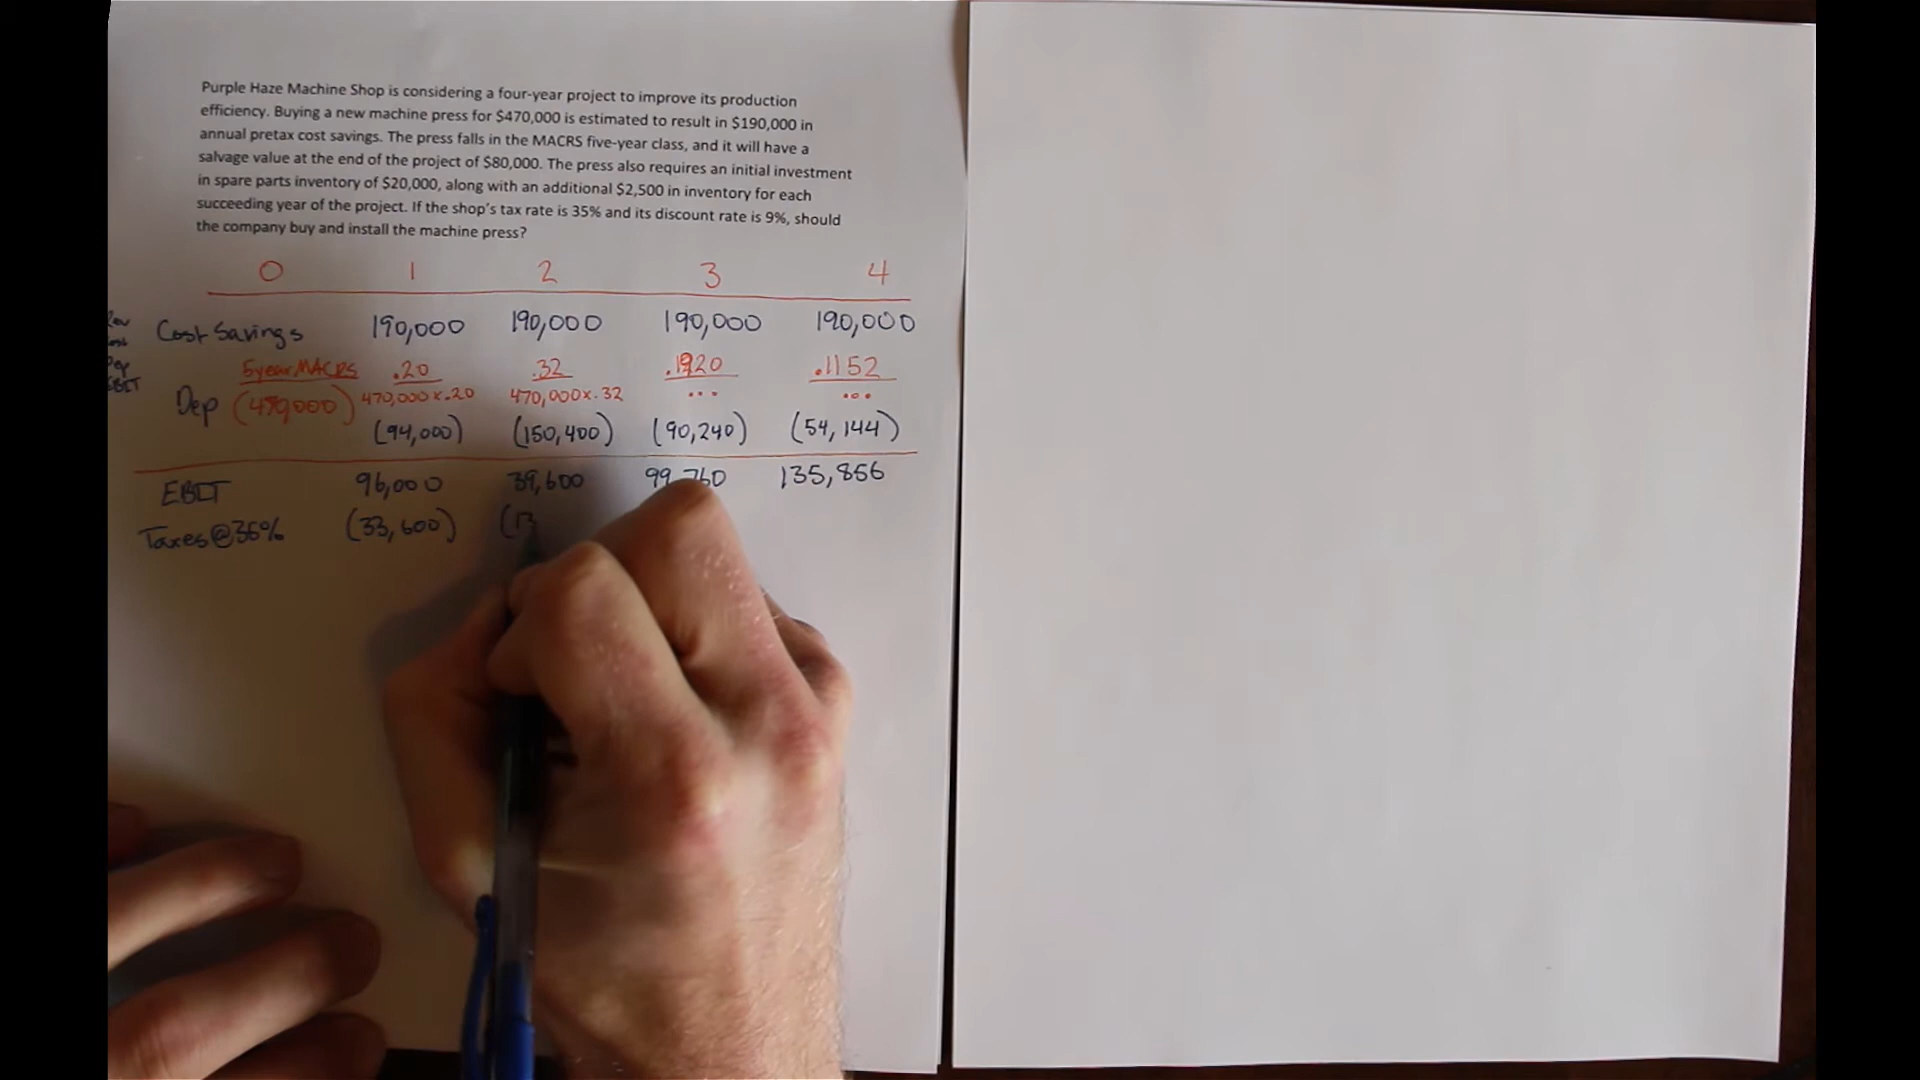 Purple Haze Machine Shop is considering a four-year project to improve its production
efficiency. Buying a new machine press for $470,000 is estimated to result in $190,000 in
annual pretax cost savings. The press falls in the MACRS five-year class, and it will have a
salvage value at the end of the project of $80,000. The press also requires an initial investment
in spare parts inventory of $20,000, along with an additional $2,500 in inventory for each
succeeding year of the project. If the shop's tax rate is 35% and its discount rate is 9%, should
the company buy and install the machine press?
0 1 2 3 4
Cost Savings 190,000 190,000 190,000 190,000
5 year MACRS .20 .32 .1920 .1152
Dep (470,000) 470,000x.20 470,000x.32 ... ...
(94,000) (150,400) (90,240) (54,144)
EBIT 96,000 39,600 99,760 135,856
Taxes@35% (33,600) (13